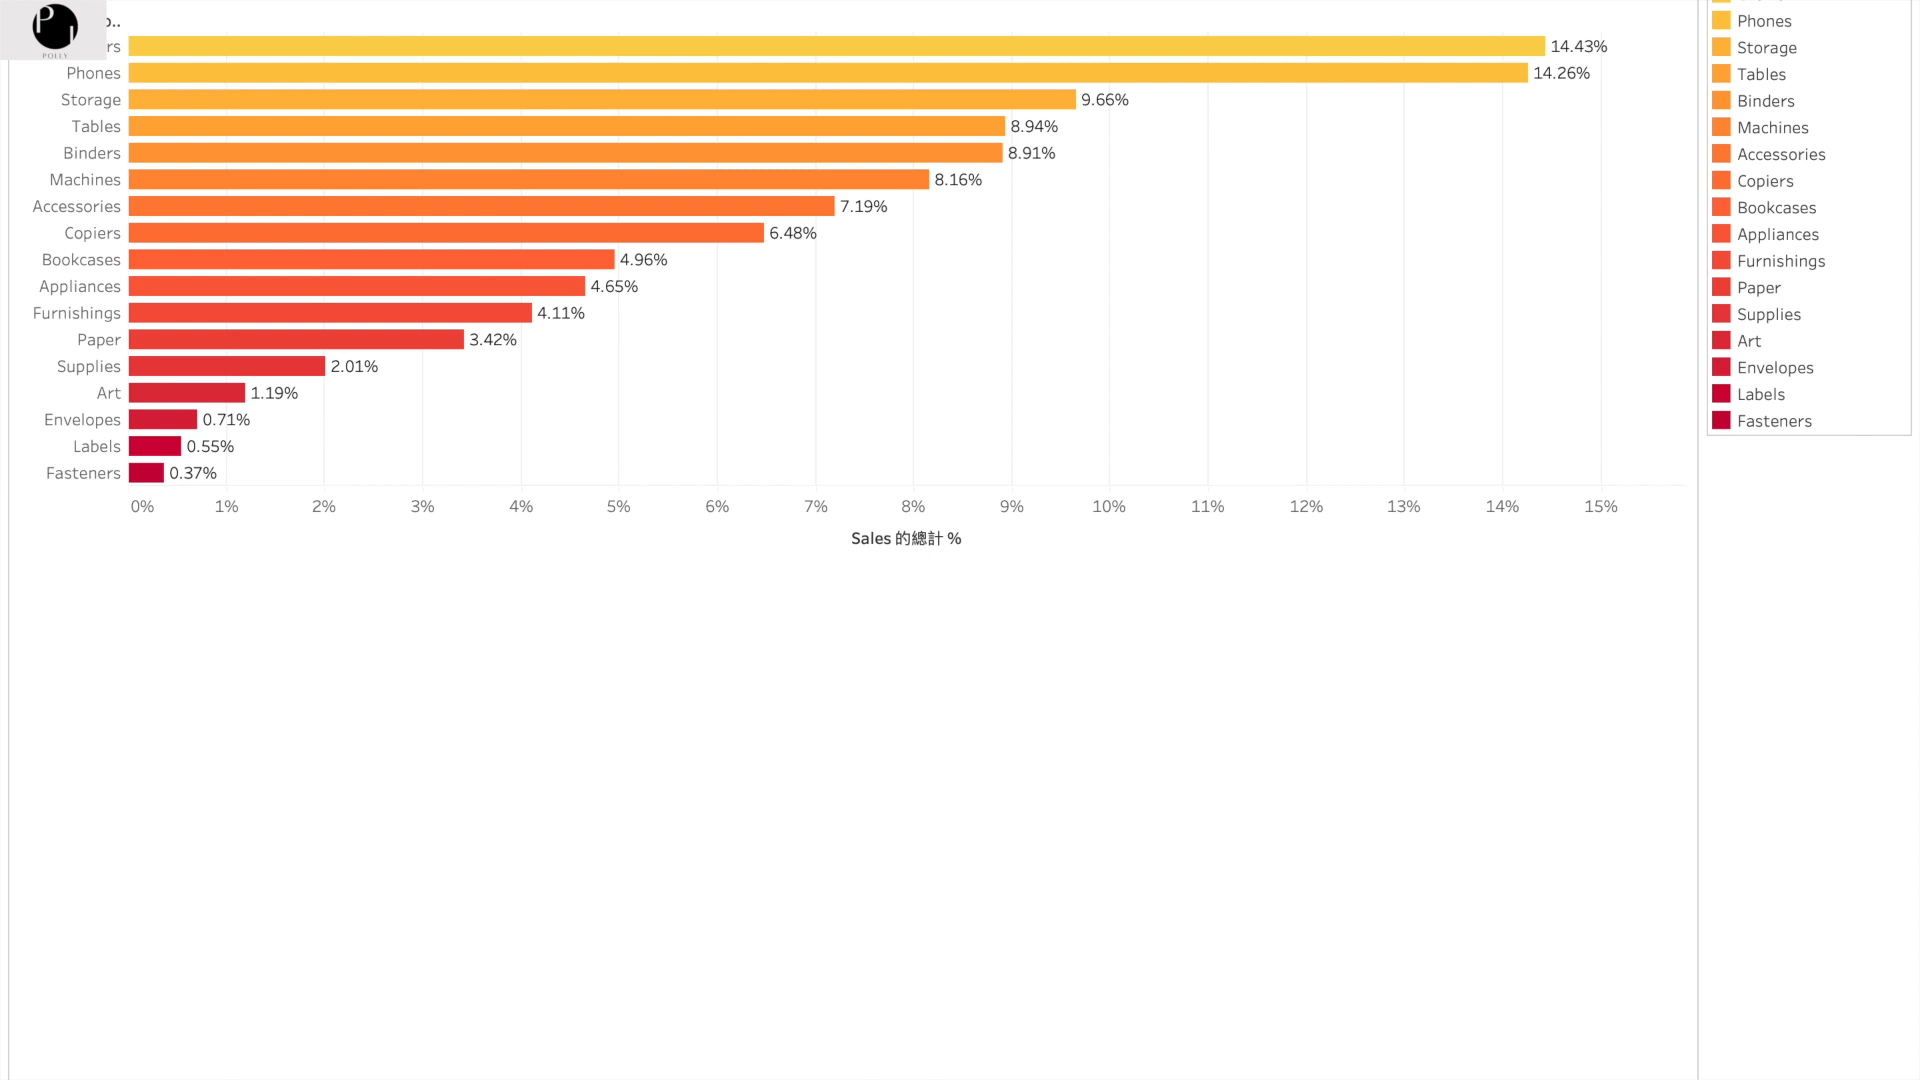 P
POLLY
rs 14.43%
Phones 14.26%
Storage 9.66%
Tables 8.94%
Binders 8.91%
Machines 8.16%
Accessories 7.19%
Copiers 6.48%
Bookcases 4.96%
Appliances 4.65%
Furnishings 4.11%
Paper 3.42%
Supplies 2.01%
Art 1.19%
Envelopes 0.71%
Labels 0.55%
Fasteners 0.37%
0% 1% 2% 3% 4% 5% 6% 7% 8% 9% 10% 11% 12% 13% 14% 15%
Sales 的總計 %
Phones
Storage
Tables
Binders
Machines
Accessories
Copiers
Bookcases
Appliances
Furnishings
Paper
Supplies
Art
Envelopes
Labels
Fasteners